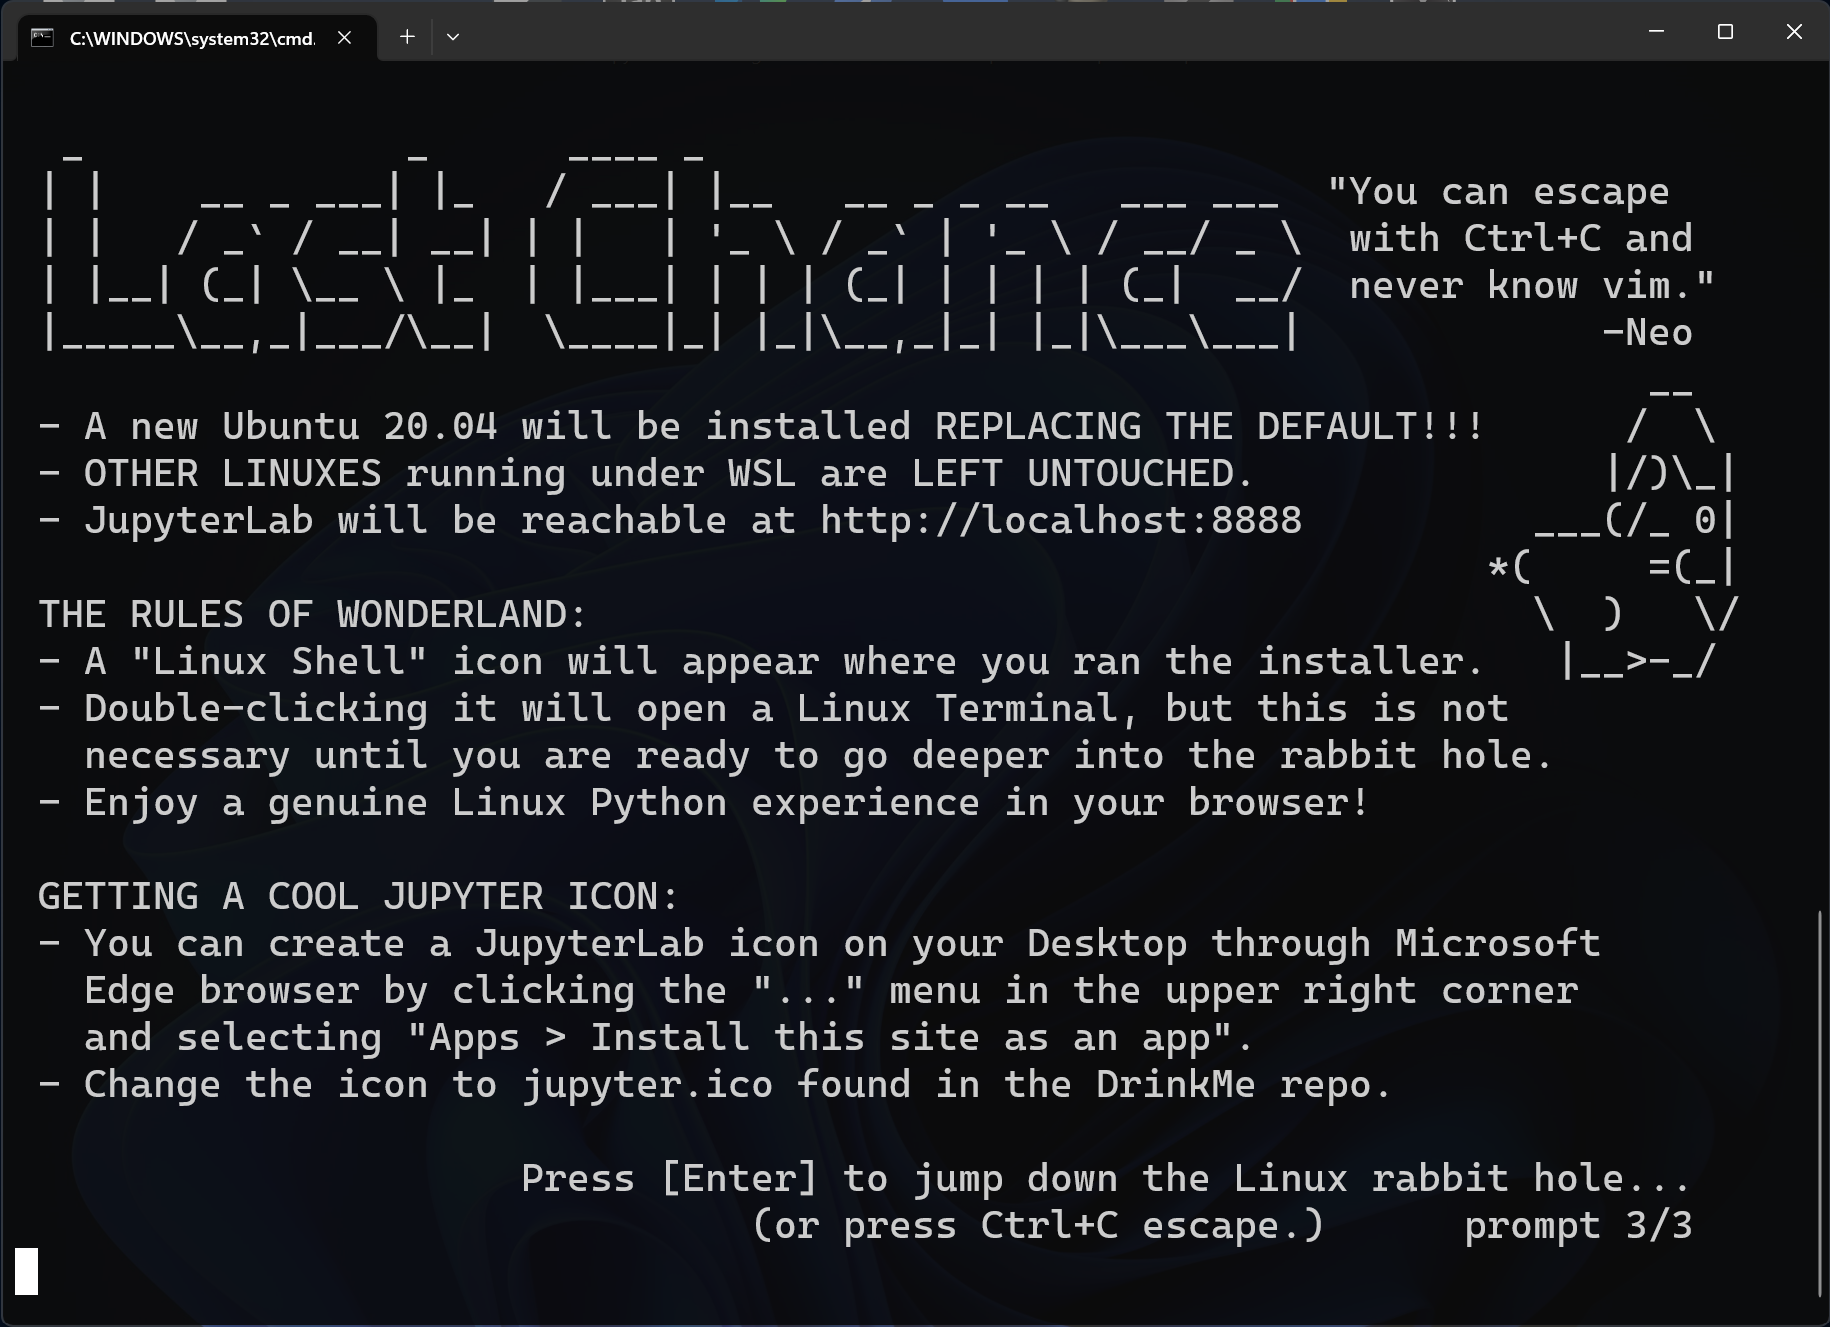 C:\WINDOWS\system32\cmd.
Last Chance
"You can escape
with Ctrl+C and
never know vim."
-Neo
- A new Ubuntu 20.04 will be installed REPLACING THE DEFAULT!!!
- OTHER LINUXES running under WSL are LEFT UNTOUCHED.
- JupyterLab will be reachable at http://localhost:8888
THE RULES OF WONDERLAND:
- A "Linux Shell" icon will appear where you ran the installer.
- Double-clicking it will open a Linux Terminal, but this is not
necessary until you are ready to go deeper into the rabbit hole.
- Enjoy a genuine Linux Python experience in your browser!
GETTING A COOL JUPYTER ICON:
- You can create a JupyterLab icon on your Desktop through Microsoft
Edge browser by clicking the "..." menu in the upper right corner
and selecting "Apps > Install this site as an app".
- Change the icon to jupyter.ico found in the DrinkMe repo.
Press [Enter] to jump down the Linux rabbit hole...
(or press Ctrl+C escape.) prompt 3/3